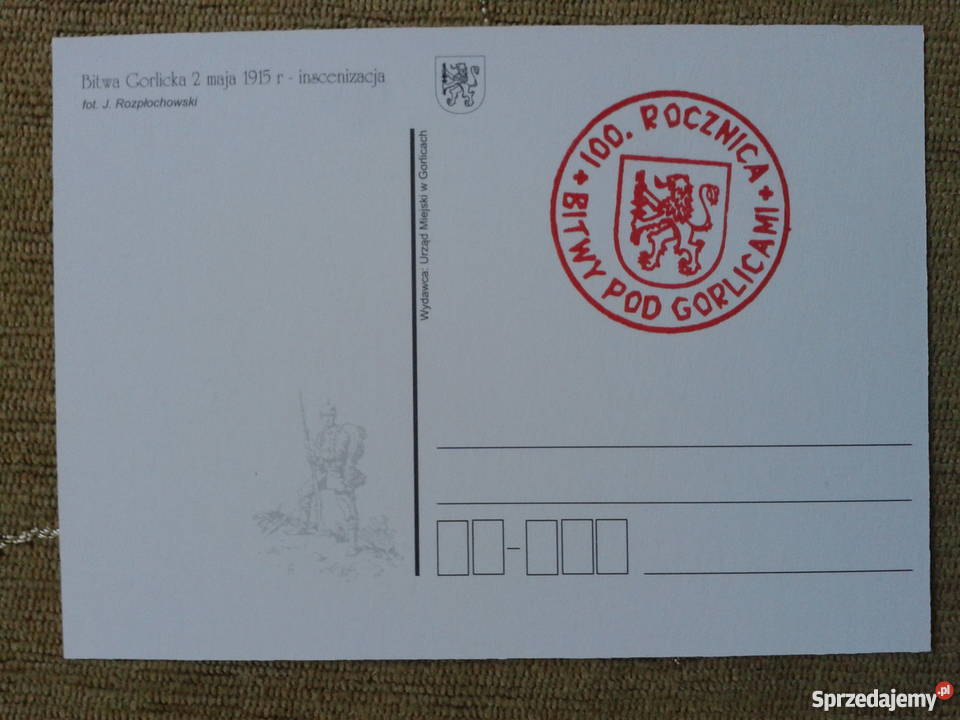 Bitwa Gorlicka 2 maja 1915 r - inscenizacja
fot. J. Rozpłochowski
Wydawca: Urząd Miejski w Gorlicach
100. ROCZNICA
BITWY POD GORLICAMI
Sprzedajemy.pl